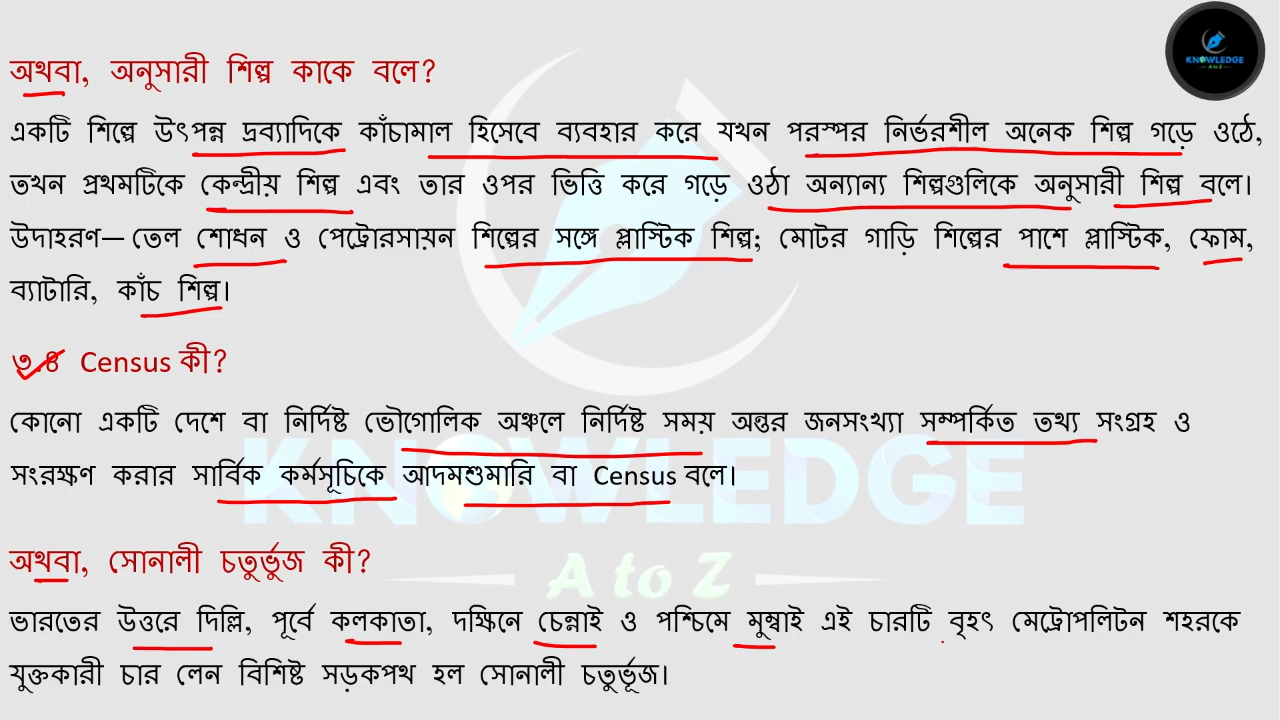 KNOWLEDGE
A to Z
অথবা, অনুসারী শিল্প কাকে বলে?
একটি শিল্পে উৎপন্ন দ্রব্যাদিকে কাঁচামাল হিসেবে ব্যবহার করে যখন পরস্পর নির্ভরশীল অনেক শিল্প গড়ে ওঠে,
তখন প্রথমটিকে কেন্দ্রীয় শিল্প এবং তার ওপর ভিত্তি করে গড়ে ওঠা অন্যান্য শিল্পগুলিকে অনুসারী শিল্প বলে।
উদাহরণ— তেল শোধন ও পেট্রোরসায়ন শিল্পের সঙ্গে প্লাস্টিক শিল্প; মোটর গাড়ি শিল্পের পাশে প্লাস্টিক, ফোম,
ব্যাটারি, কাঁচ শিল্প।
৩.৪ Census কী?
কোনো একটি দেশে বা নির্দিষ্ট ভৌগোলিক অঞ্চলে নির্দিষ্ট সময় অন্তর জনসংখ্যা সম্পর্কিত তথ্য সংগ্রহ ও
সংরক্ষণ করার সার্বিক কর্মসূচিকে আদমশুমারি বা Census বলে।
KNOWLEDGE
অথবা, সোনালী চতুর্ভুজ কী?
A to Z
ভারতের উত্তরে দিল্লি, পূর্বে কলকাতা, দক্ষিনে চেন্নাই ও পশ্চিমে মুম্বাই এই চারটি বৃহৎ মেট্রোপলিটন শহরকে
যুক্তকারী চার লেন বিশিষ্ট সড়কপথ হল সোনালী চতুর্ভূজ।